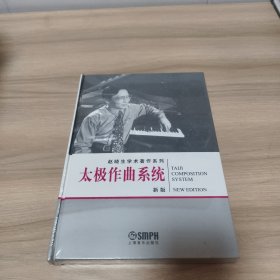 赵晓生学术著作系列
太极作曲系统
新版
TAIJI
COMPOSITION
SYSTEM
NEW EDITION
SMPH
上海音乐出版社